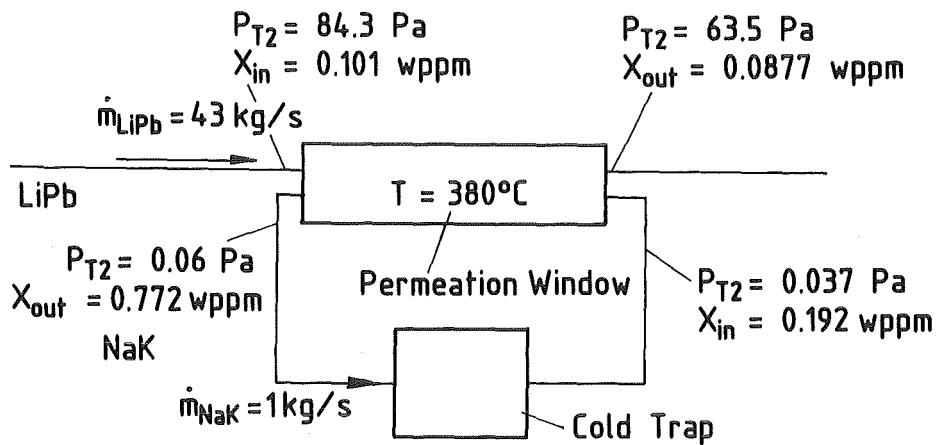 P_T2 = 84.3 Pa
X_in = 0.101 wppm
P_T2 = 63.5 Pa
X_out = 0.0877 wppm
ṁ_LiPb = 43 kg/s
LiPb
T = 380°C
P_T2 = 0.06 Pa
X_out = 0.772 wppm
NaK
Permeation Window
P_T2 = 0.037 Pa
X_in = 0.192 wppm
ṁ_NaK = 1kg/s
Cold Trap